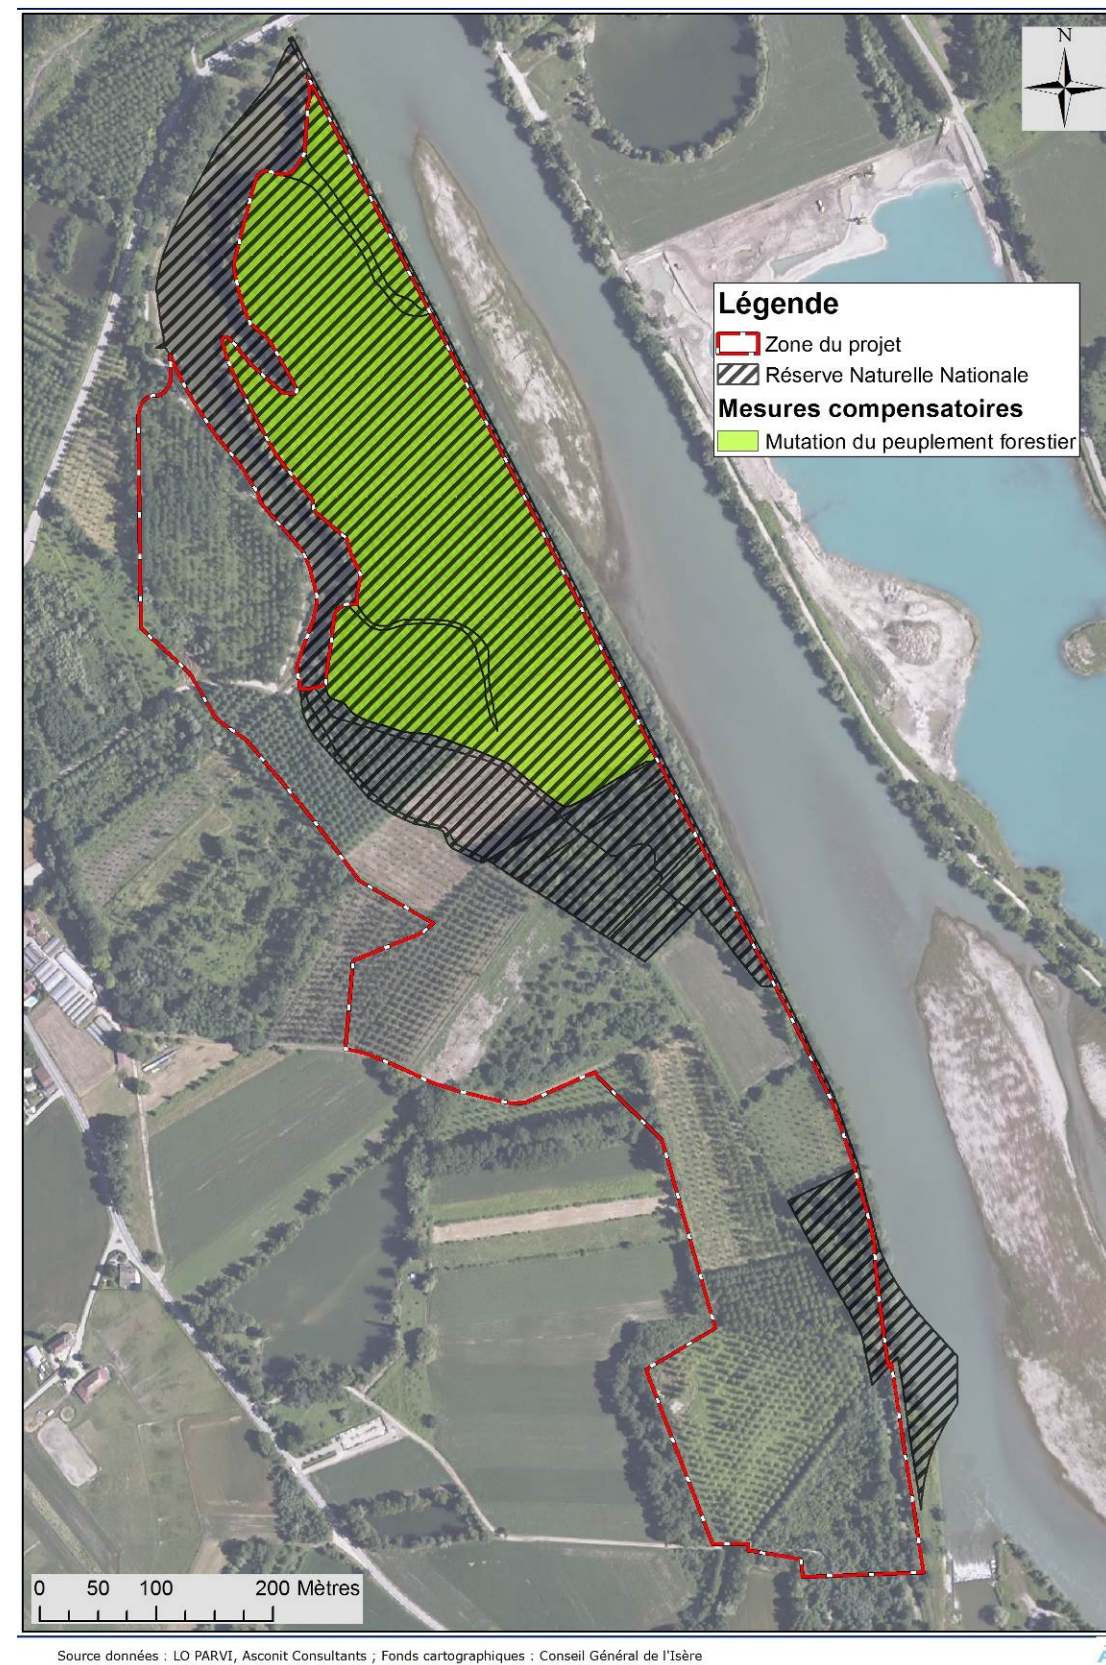 N
Légende
Zone du projet
Réserve Naturelle Nationale
Mesures compensatoires
Mutation du peuplement forestier
0 50 100 200 Mètres
Source données : LO PARVI, Asconit Consultants ; Fonds cartographiques : Conseil Général de l'Isère